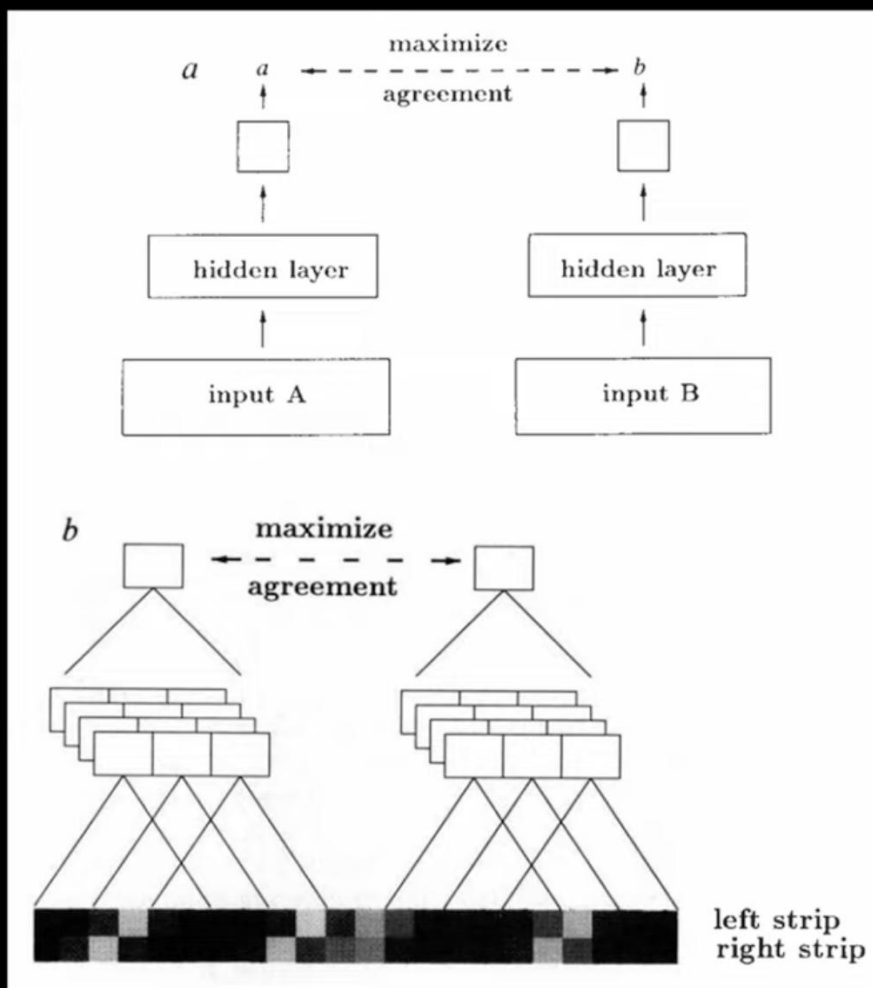 maximize
a a b
agreement
hidden layer hidden layer
input A input B
b maximize
agreement
left strip
right strip